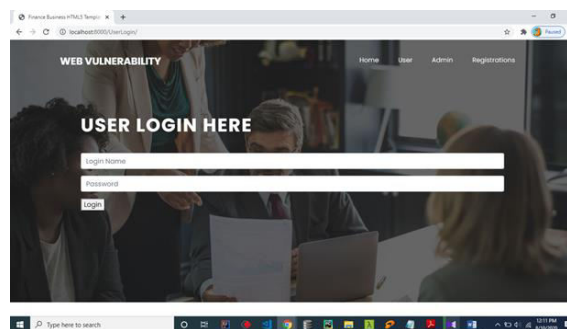 Finance Business HTML5 Templa
localhost:8000/UserLogin/
Paused
WEB VULNERABILITY
Home User Admin Registrations
USER LOGIN HERE
Login Name
Password
Login
Type here to search
12:11 PM